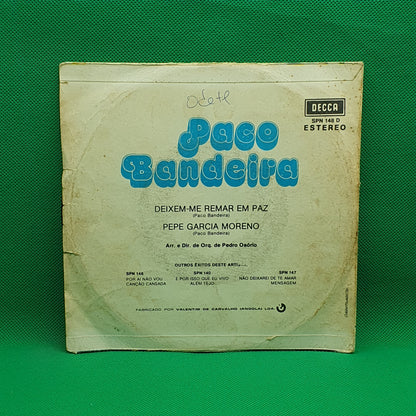 Odete
DECCA
SPN 148 D
ESTEREO
Paco
Bandeira
DEIXEM-ME REMAR EM PAZ
(Paco Bandeira)
PEPE GARCIA MORENO
(Paco Bandeira)
Arr. e Dir. de Orq. de Pedro Osório
OUTROS ÊXITOS DESTE
SPN 146 SPN 140 SPN 147
POR AÍ NÃO VOU E POR ISSO QUE EU VIVO NÃO DEIXAREI DE TE AMAR
CANÇÃO CANSADA ALÉM TEJO MENSAGEM
FABRICADO POR VALENTIM DE CARVALHO (ANGOLA) LDA.